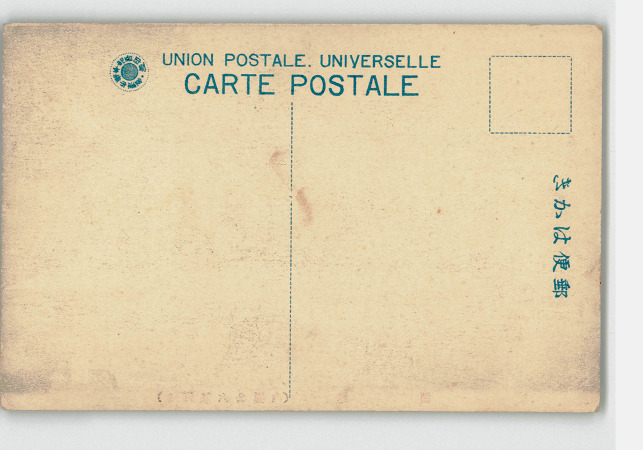 UNION POSTALE. UNIVERSELLE
CARTE POSTALE
郵便はかき